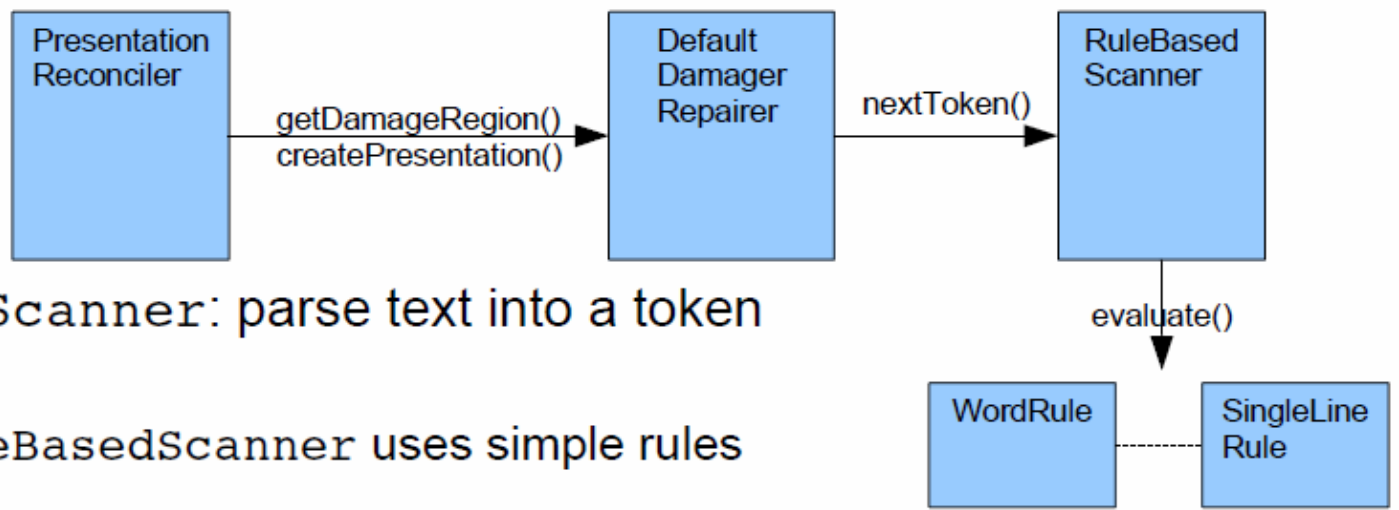 Presentation
Reconciler
getDamageRegion()
createPresentation()
Default
Damager
Repairer
nextToken()
RuleBased
Scanner
Scanner: parse text into a token
evaluate()
WordRule
SingleLine
Rule
eBasedScanner uses simple rules